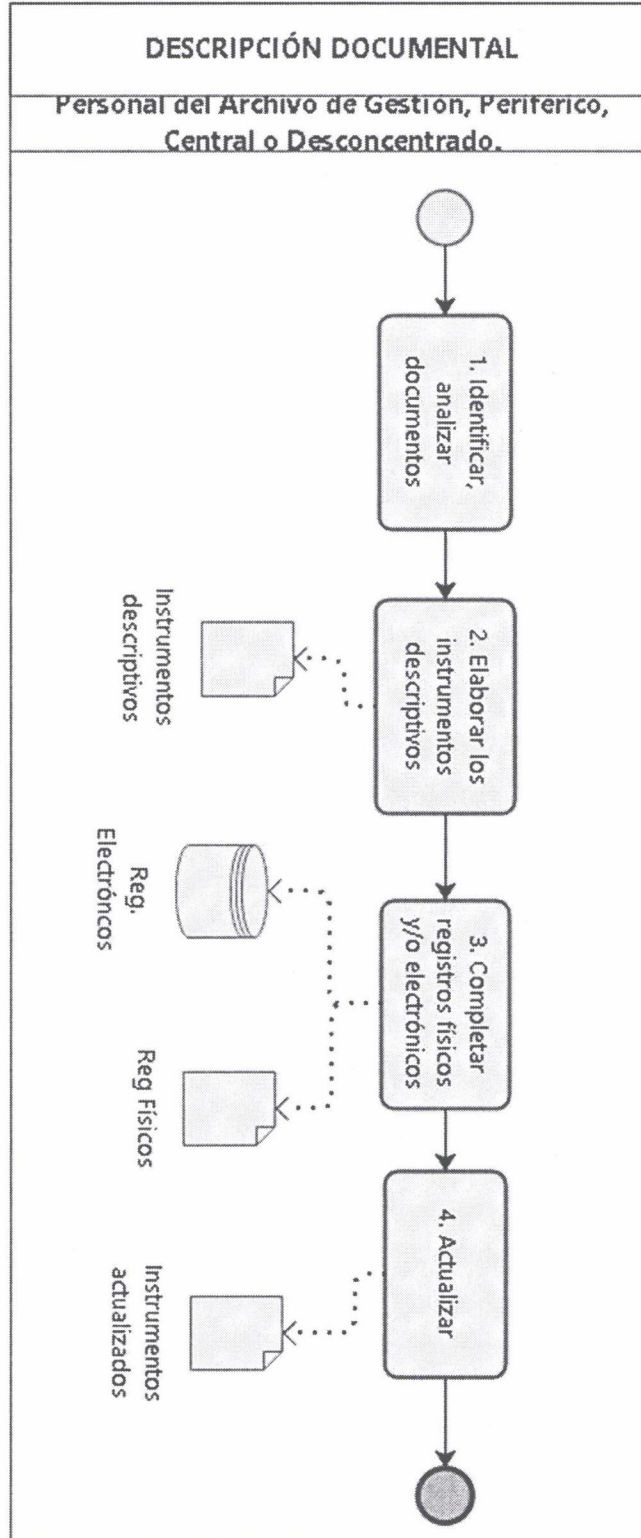 DESCRIPCIÓN DOCUMENTAL
Personal del Archivo de Gestión, Periférico,
Central o Desconcentrado.
1. Identificar,
analizar
documentos
2. Elaborar los
instrumentos
descriptivos
Instrumentos
descriptivos
3. Completar
registros físicos
y/o electrónicos
Reg.
Electróncos
Reg Físicos
4. Actualizar
Instrumentos
actualizados